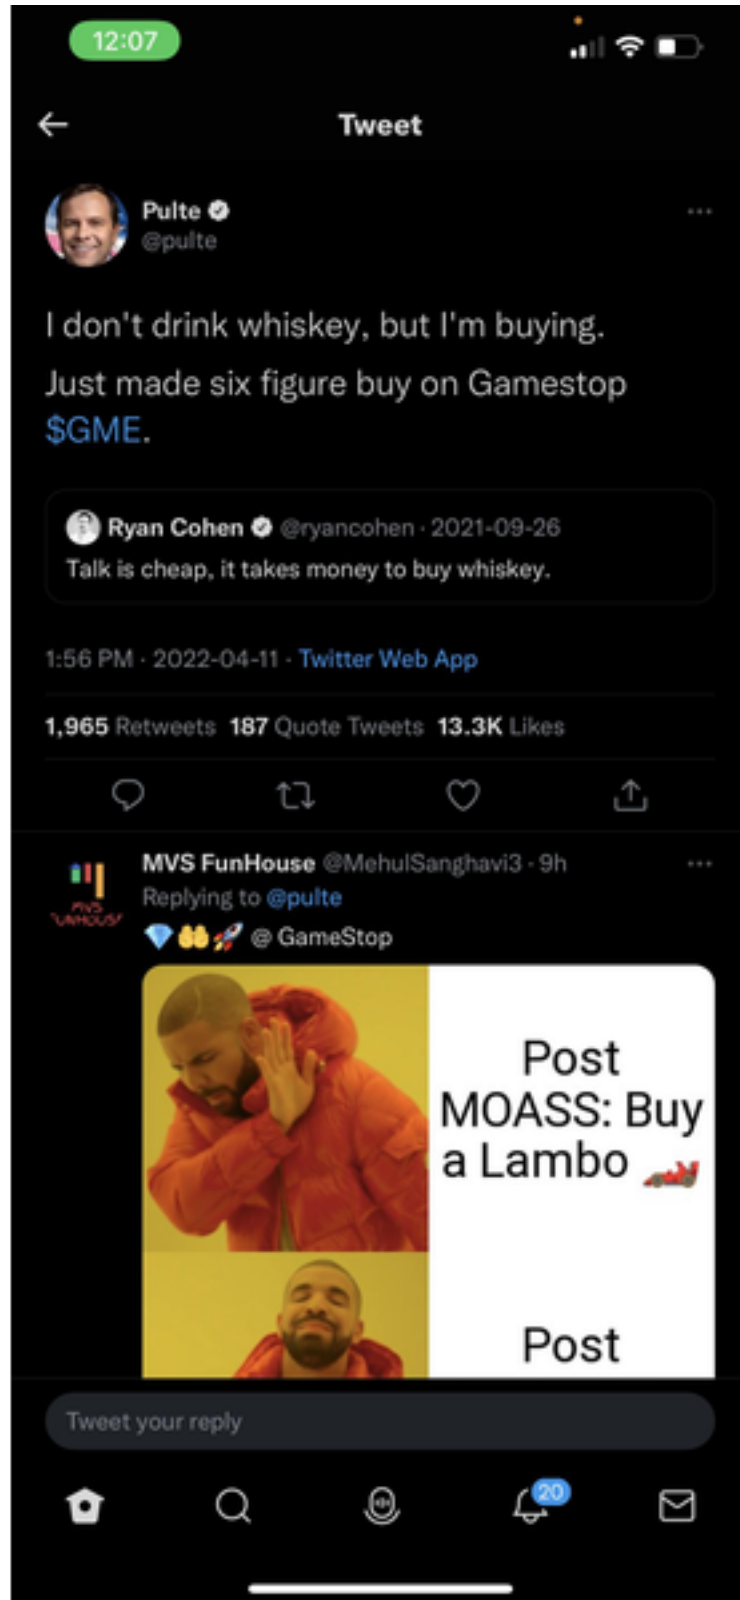 12:07
Tweet
Pulte
@pulte
I don't drink whiskey, but I'm buying.
Just made six figure buy on Gamestop
$GME.
Ryan Cohen @ryancohen · 2021-09-26
Talk is cheap, it takes money to buy whiskey.
1:56 PM · 2022-04-11 · Twitter Web App
1,965 Retweets 187 Quote Tweets 13.3K Likes
MVS FunHouse @MehulSanghavi3 · 9h
Replying to @pulte
MVS
FUNHOUSE
💎🤲🚀 @ GameStop
Post
MOASS: Buy
a Lambo 🏎️
Post
Tweet your reply
20